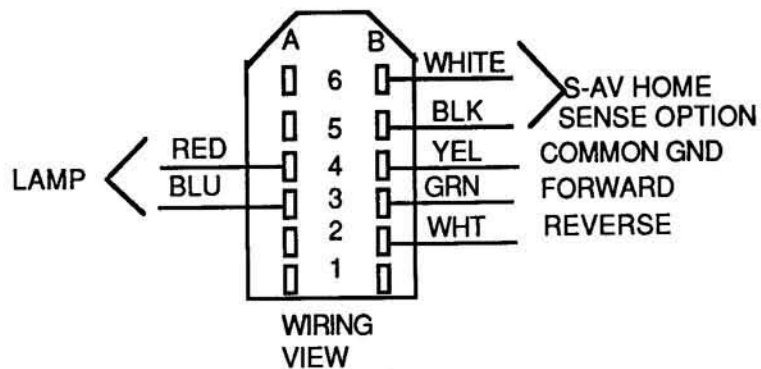 A B
6 WHITE S-AV HOME
5 BLK SENSE OPTION
RED 4 YEL COMMON GND
LAMP BLU 3 GRN FORWARD
2 WHT REVERSE
1
WIRING
VIEW